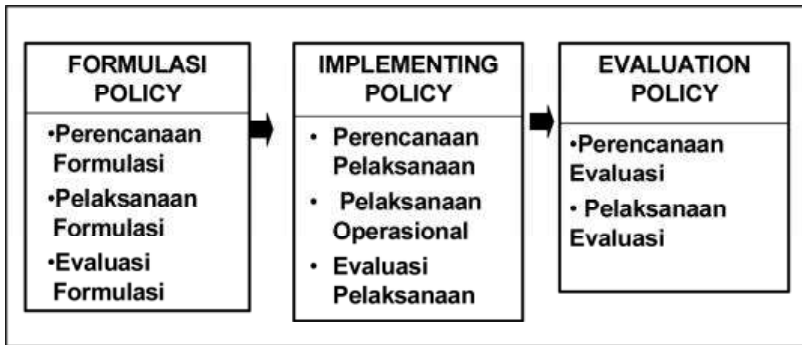 FORMULASI
POLICY
•Perencanaan
Formulasi
•Pelaksanaan
Formulasi
•Evaluasi
Formulasi
IMPLEMENTING
POLICY
• Perencanaan
Pelaksanaan
• Pelaksanaan
Operasional
• Evaluasi
Pelaksanaan
EVALUATION
POLICY
•Perencanaan
Evaluasi
• Pelaksanaan
Evaluasi